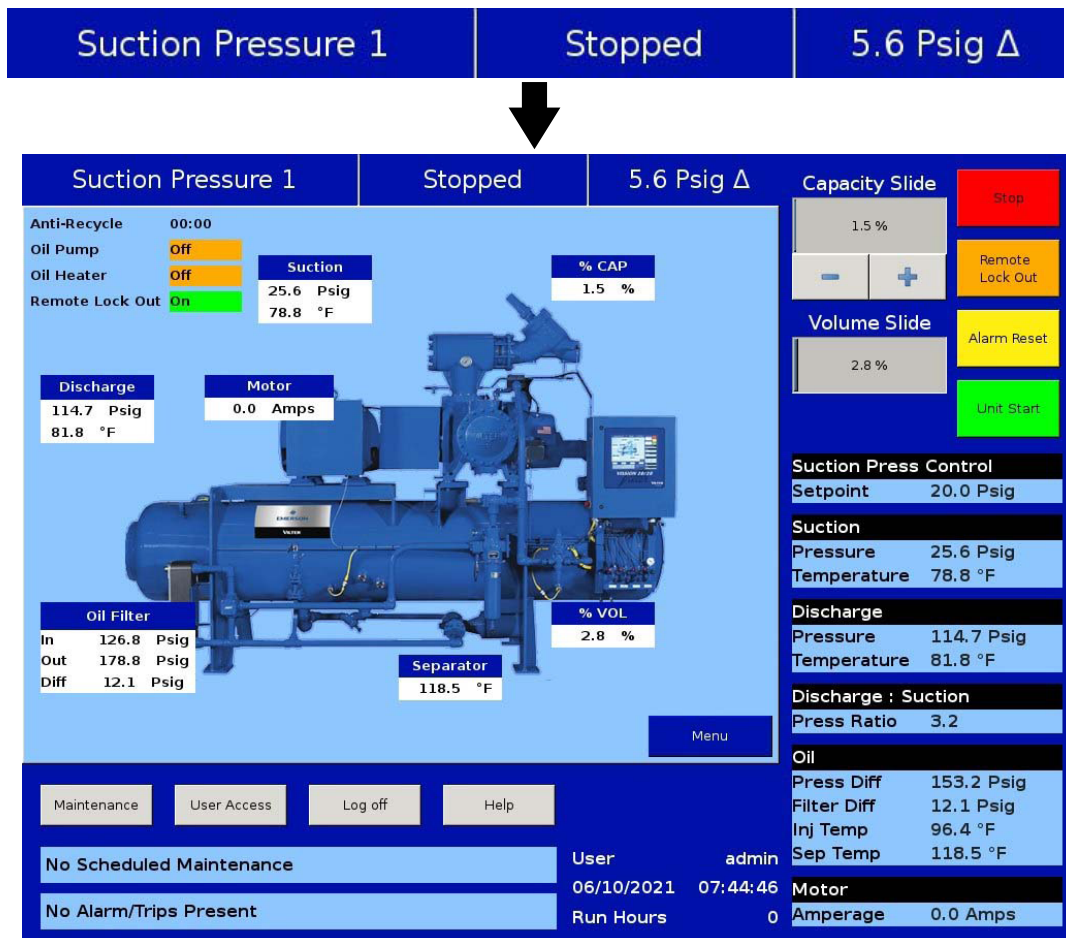 Suction Pressure 1 Stopped 5.6 Psig Δ
Suction Pressure 1 Stopped 5.6 Psig Δ
Anti-Recycle 00:00
Oil Pump Off
Oil Heater Off
Remote Lock Out On
Suction
25.6 Psig
78.8 °F
% CAP
1.5 %
Discharge
114.7 Psig
81.8 °F
Motor
0.0 Amps
VISION 20/20
VILTER
EMERSON
VILTER
Oil Filter
In 126.8 Psig
Out 178.8 Psig
Diff 12.1 Psig
% VOL
2.8 %
Separator
118.5 °F
Menu
Capacity Slide
1.5 %
Volume Slide
2.8 %
Stop
Remote
Lock Out
Alarm Reset
Unit Start
Suction Press Control
Setpoint 20.0 Psig
Suction
Pressure 25.6 Psig
Temperature 78.8 °F
Discharge
Pressure 114.7 Psig
Temperature 81.8 °F
Discharge : Suction
Press Ratio 3.2
Oil
Press Diff 153.2 Psig
Filter Diff 12.1 Psig
Inj Temp 96.4 °F
Sep Temp 118.5 °F
Motor
Amperage 0.0 Amps
Maintenance User Access Log off Help
No Scheduled Maintenance
No Alarm/Trips Present
User admin
06/10/2021 07:44:46
Run Hours 0